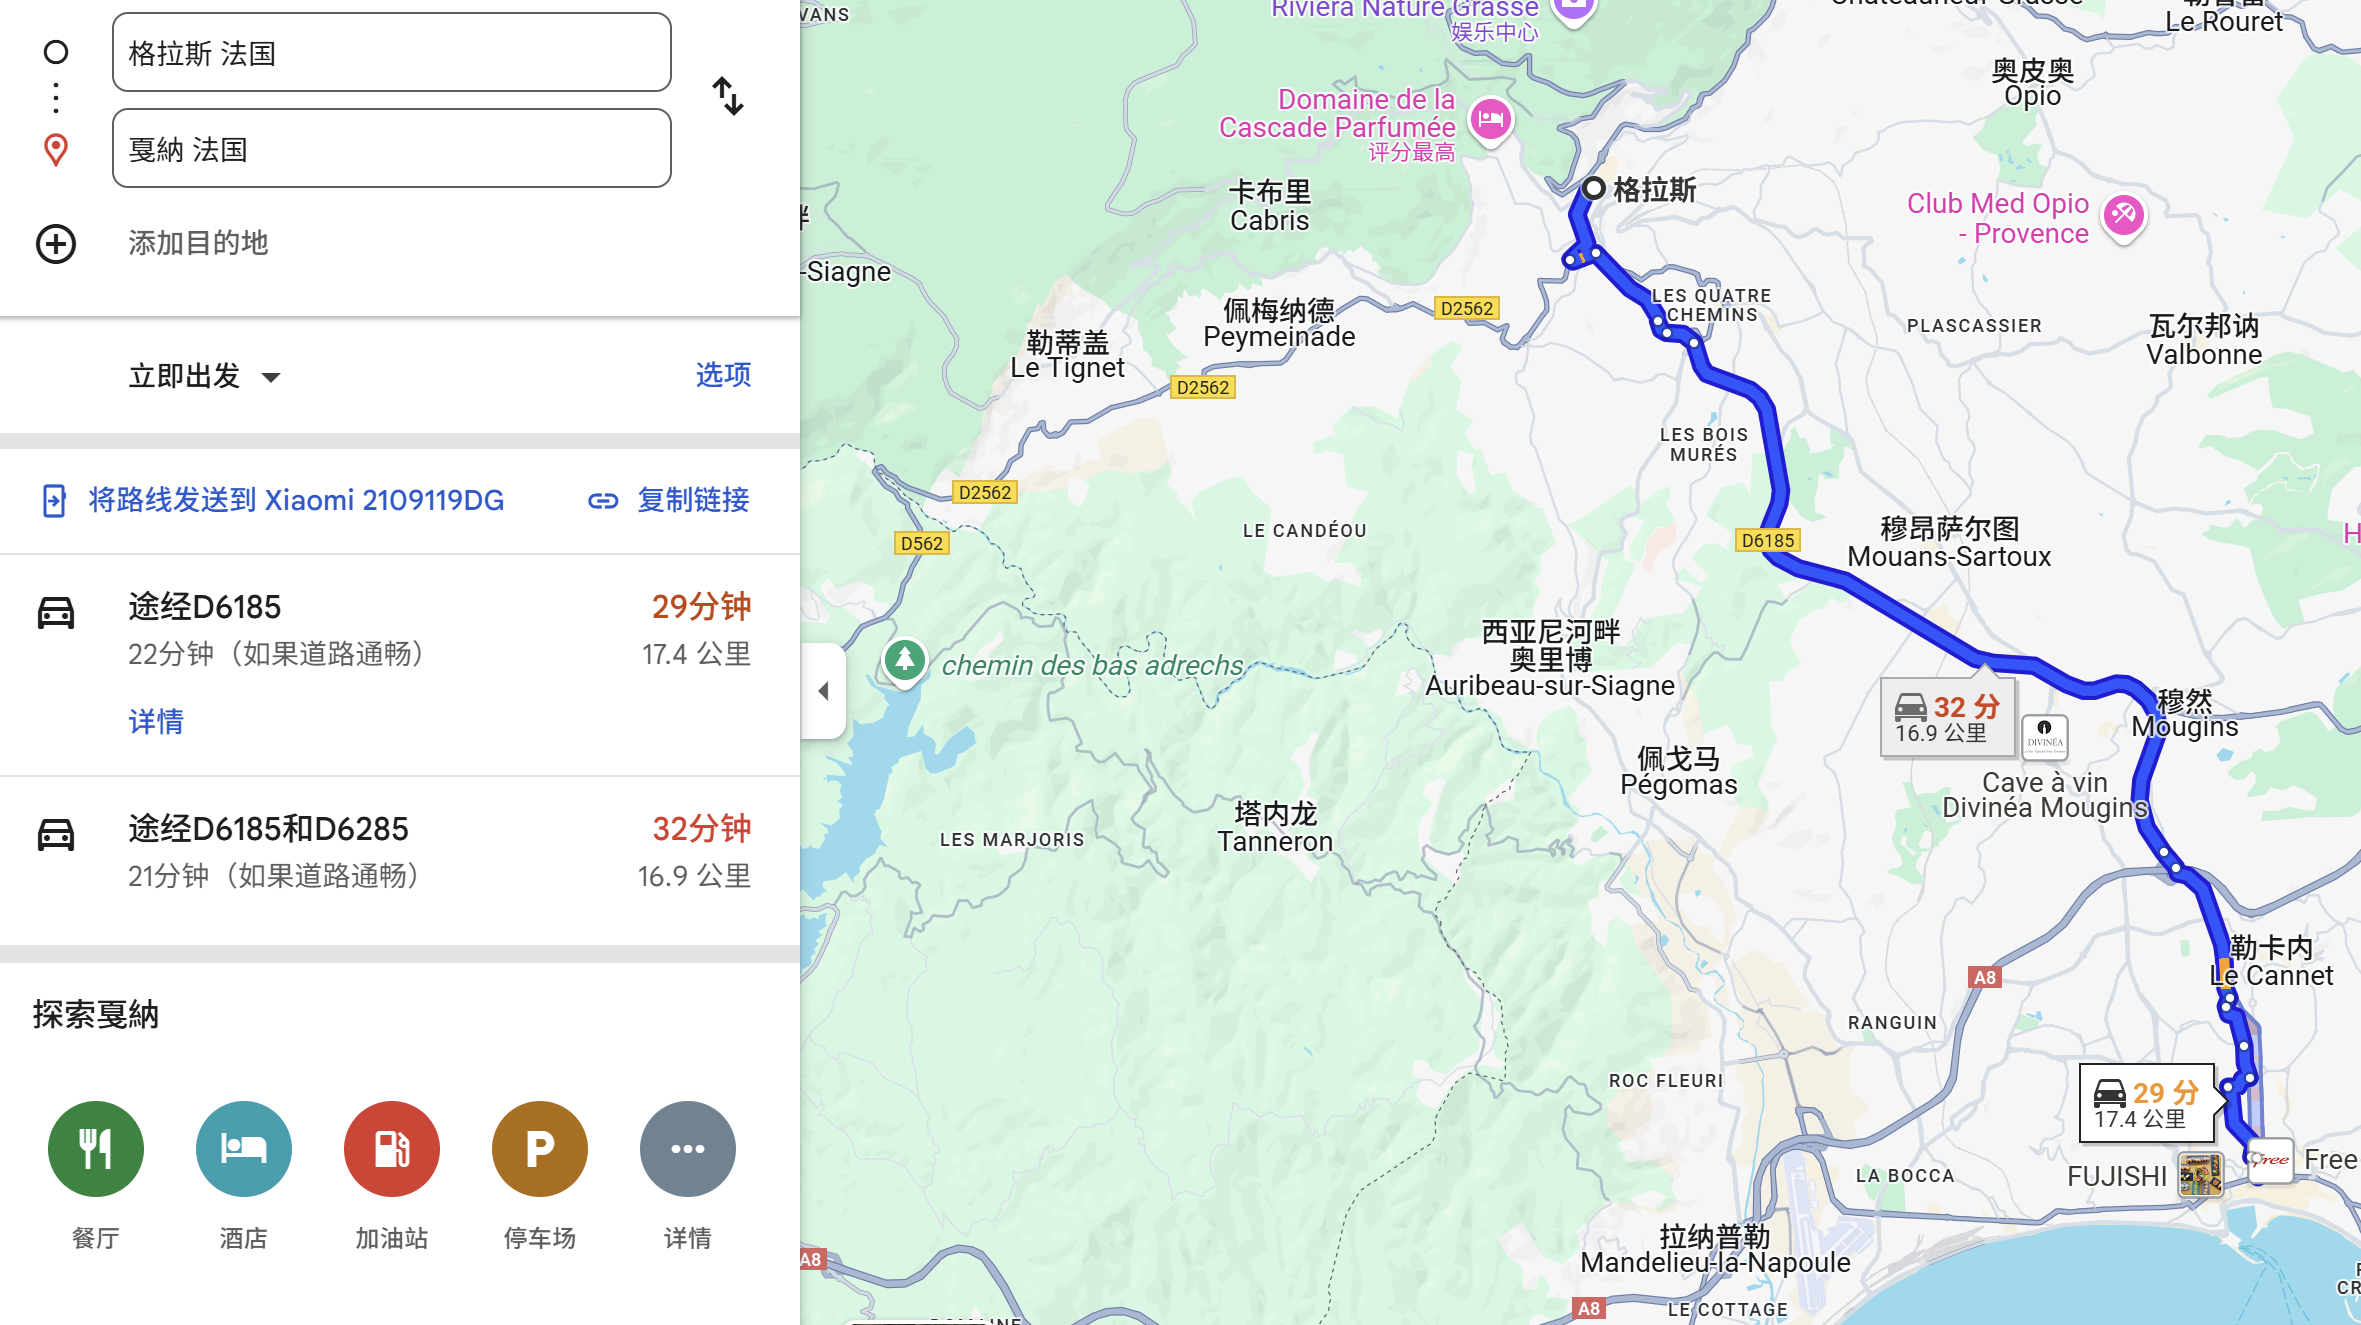 格拉斯 法国
戛納 法国
添加目的地
立即出发
选项
将路线发送到 Xiaomi 2109119DG
复制链接
途经D6185
29分钟
22分钟（如果道路通畅）
17.4 公里
详情
途经D6185和D6285
32分钟
21分钟（如果道路通畅）
16.9 公里
探索戛納
餐厅
酒店
加油站
停车场
详情
VANS
Riviera Nature Grasse
娱乐中心
Le Rouret
奥皮奥
Opio
Domaine de la
Cascade Parfumée
评分最高
格拉斯
卡布里
Cabris
Club Med Opio
- Provence
-Siagne
LES QUATRE
CHEMINS
佩梅纳德
Peymeinade
D2562
PLASCASSIER
瓦尔邦讷
Valbonne
勒蒂盖
Le Tignet
D2562
LES BOIS
MURÉS
D2562
D562
LE CANDÉOU
D6185
穆昂萨尔图
Mouans-Sartoux
H
西亚尼河畔
奥里博
Auribeau-sur-Siagne
chemin des bas adrechs
32 分
16.9 公里
DIVINÉA
穆然
Mougins
佩戈马
Pégomas
Cave à vin
Divinéa Mougins
塔内龙
Tanneron
LES MARJORIS
勒卡内
Le Cannet
A8
RANGUIN
ROC FLEURI
29 分
17.4 公里
LA BOCCA
FUJISHI
free
Free
拉纳普勒
Mandelieu-la-Napoule
A8
A8
LE COTTAGE
CR